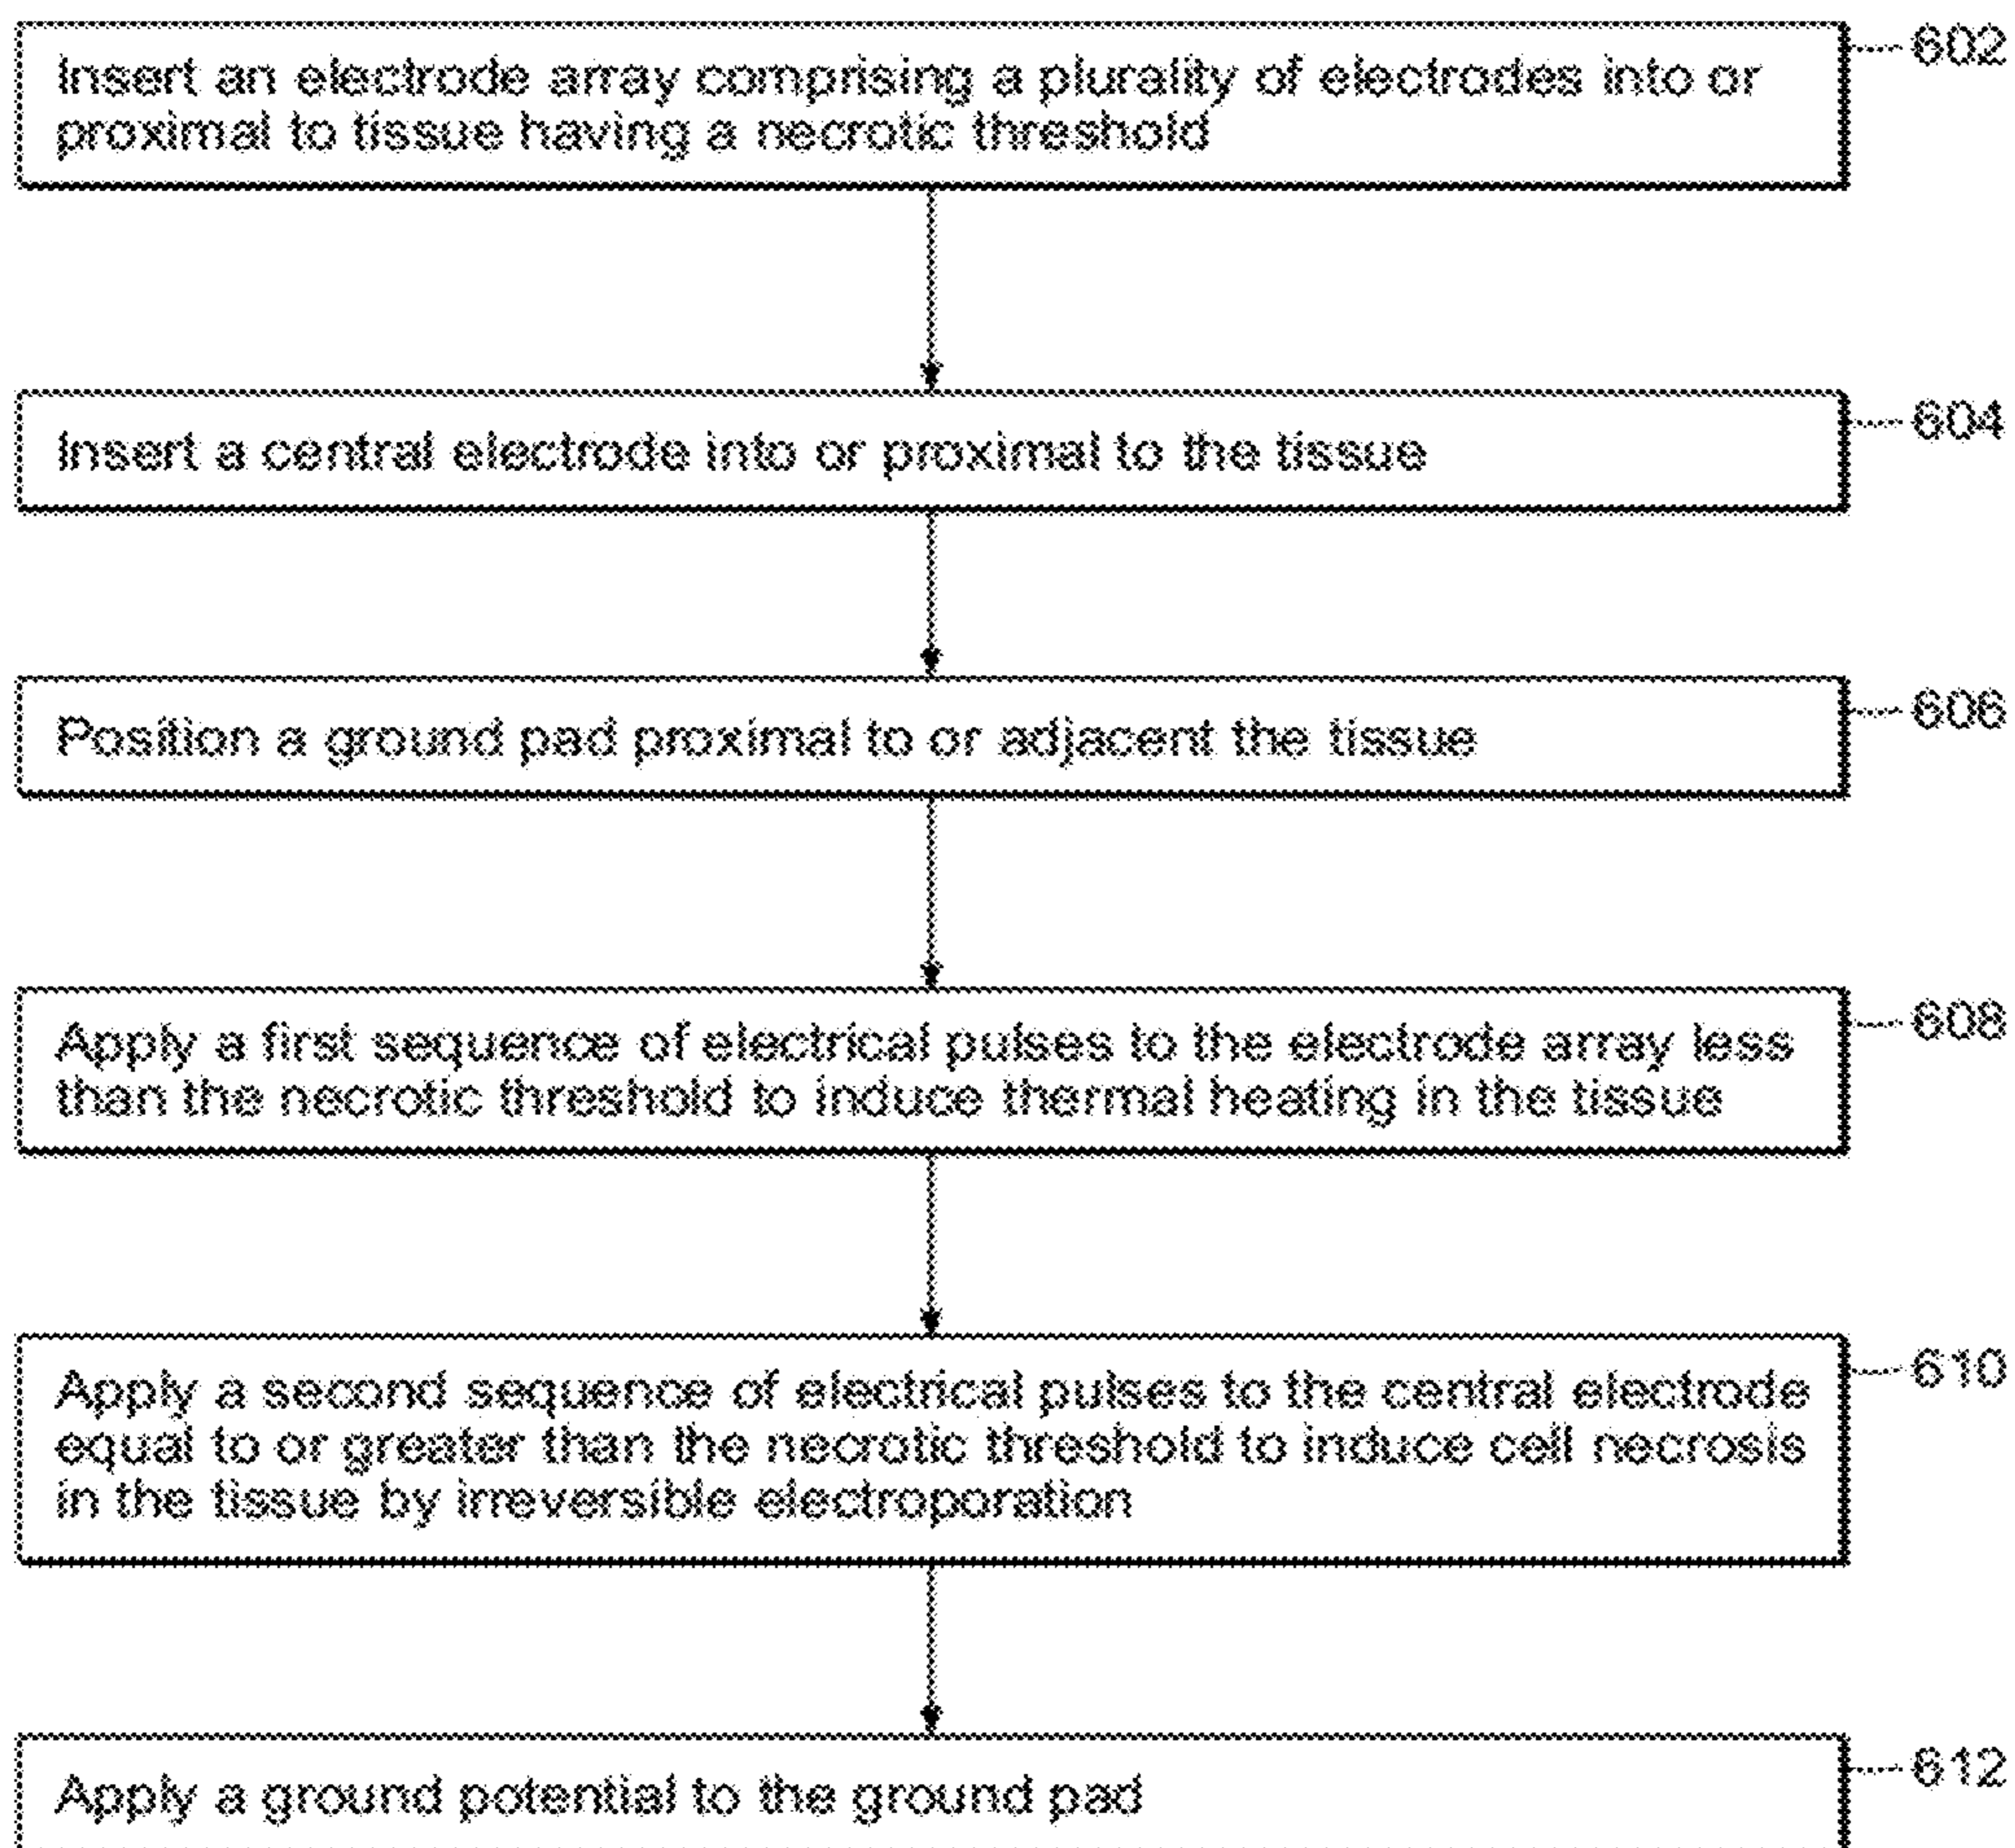 Insert an electrode array comprising a plurality of electrodes into or
proximal to tissue having a necrotic threshold
602
Insert a central electrode into or proximal to the tissue
604
Position a ground pad proximal to or adjacent the tissue
606
Apply a first sequence of electrical pulses to the electrode array less
than the necrotic threshold to induce thermal heating in the tissue
608
Apply a second sequence of electrical pulses to the central electrode
equal to or greater than the necrotic threshold to induce cell necrosis
in the tissue by irreversible electroporation
610
Apply a ground potential to the ground pad
612